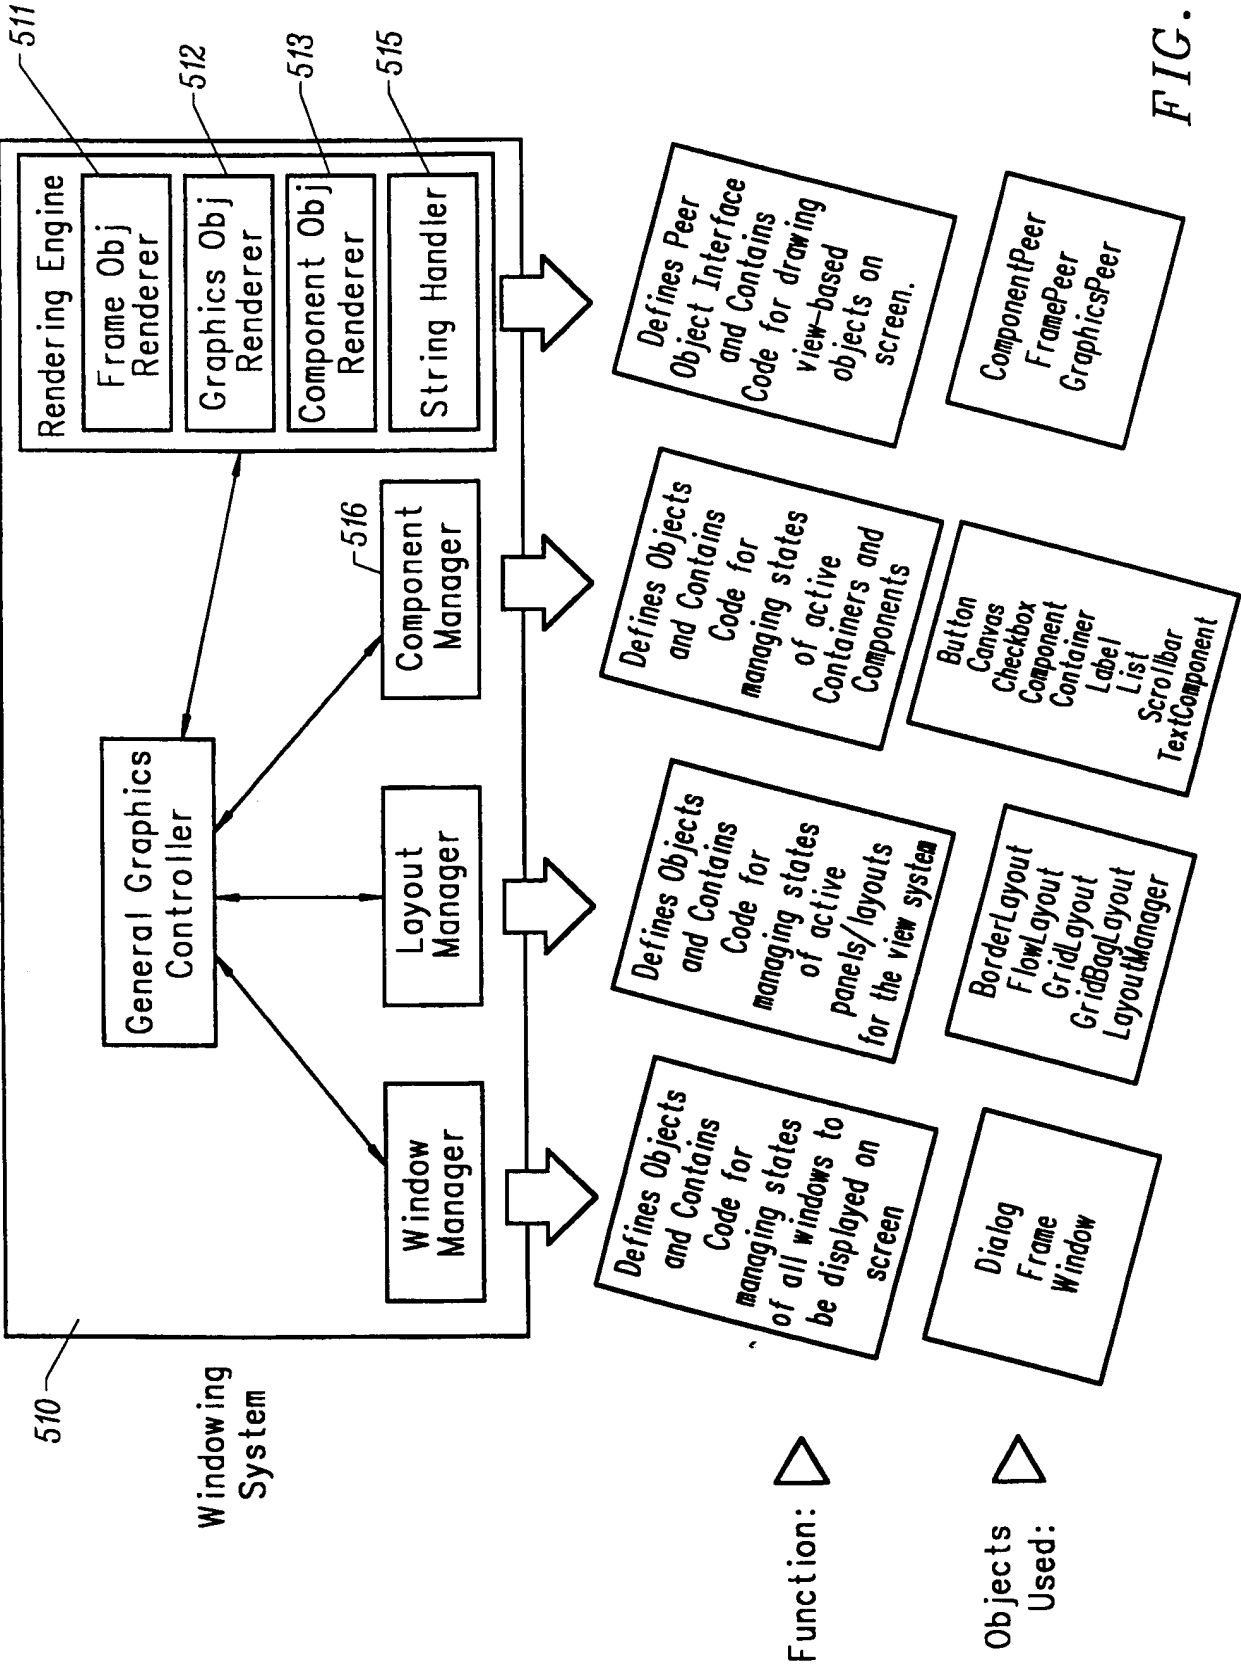 510
Windowing
System
General Graphics
Controller
Window
Manager
Layout
Manager
Component
Manager
516
Rendering Engine
Frame Obj
Renderer
Graphics Obj
Renderer
Component Obj
Renderer
String Handler
511
512
513
515
Function:
Defines Objects
and Contains
Code for
managing states
of all windows to
be displayed on
screen
Defines Objects
and Contains
Code for
managing states
of active
panels/layouts
for the view system
Defines Objects
and Contains
Code for
managing states
of active
Containers and
Components
Defines Peer
Object Interface
and Contains
Code for drawing
view-based
objects on
screen.
Objects
Used:
Dialog
Frame
Window
BorderLayout
FlowLayout
GridLayout
GridBagLayout
LayoutManager
Button
Canvas
Checkbox
Component
Container
Label
List
Scrollbar
TextComponent
ComponentPeer
FramePeer
GraphicsPeer
FIG.